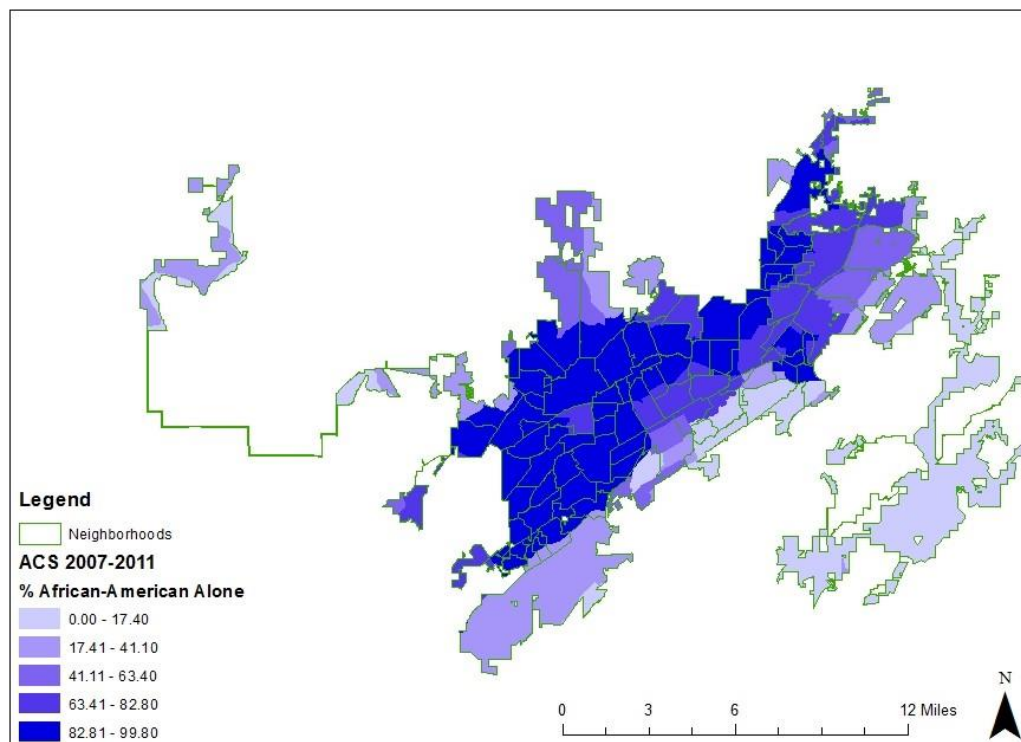 Legend
Neighborhoods
ACS 2007-2011
% African-American Alone
0.00 - 17.40
17.41 - 41.10
41.11 - 63.40
63.41 - 82.80
82.81 - 99.80
N
0 3 6 12 Miles